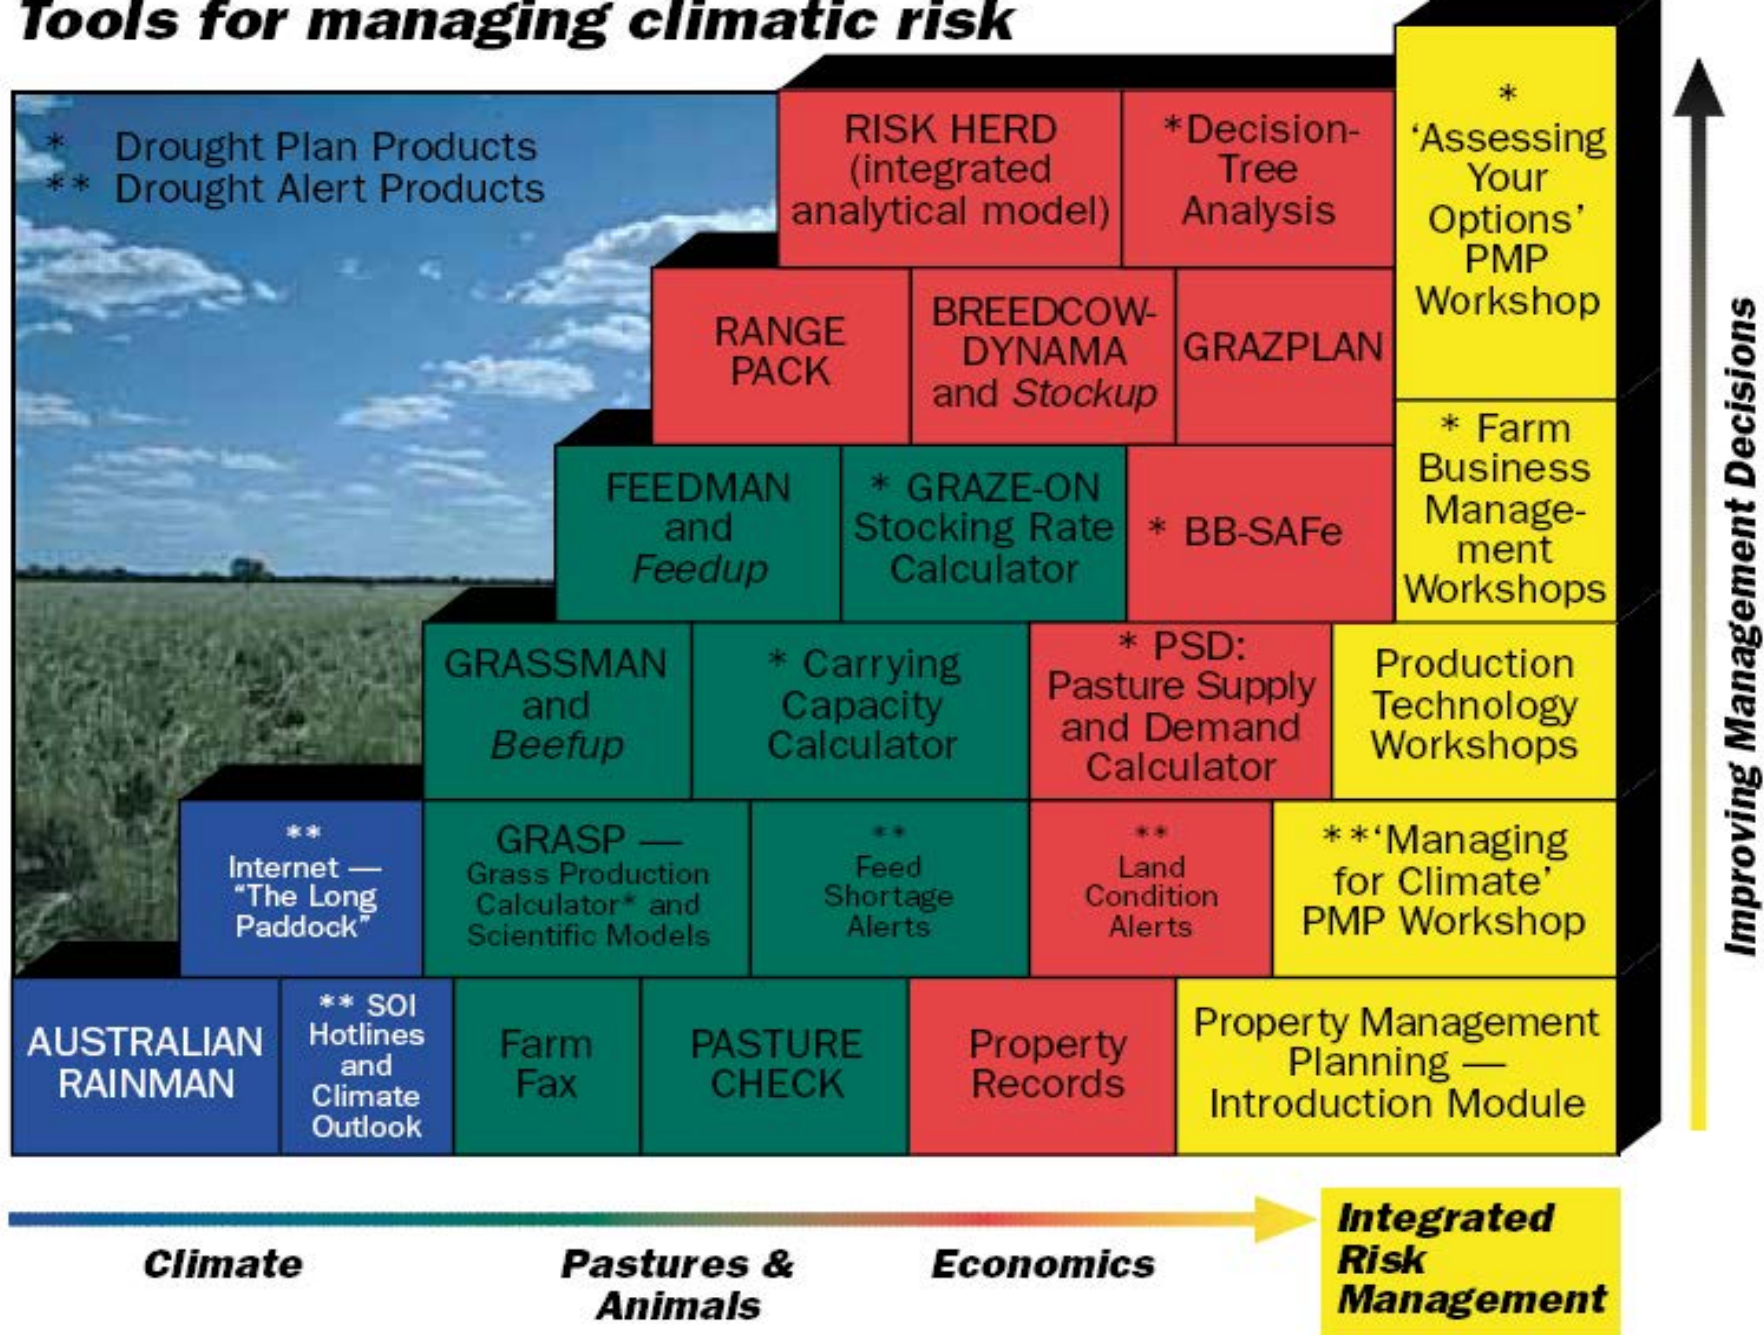 Tools for managing climatic risk
* Drought Plan Products
** Drought Alert Products
RISK HERD
(integrated
analytical model)
*Decision-
Tree
Analysis
*
‘Assessing
Your
Options’
PMP
Workshop
RANGE
PACK
BREEDCOW-
DYNAMA
and Stockup
GRAZPLAN
FEEDMAN
and
Feedup
* GRAZE-ON
Stocking Rate
Calculator
* BB-SAFe
* Farm
Business
Manage-
ment
Workshops
GRASSMAN
and
Beefup
* Carrying
Capacity
Calculator
* PSD:
Pasture Supply
and Demand
Calculator
Production
Technology
Workshops
**
Internet —
“The Long
Paddock”
GRASP —
Grass Production
Calculator* and
Scientific Models
**
Feed
Shortage
Alerts
**
Land
Condition
Alerts
**‘Managing
for Climate’
PMP Workshop
AUSTRALIAN
RAINMAN
** SOI
Hotlines
and
Climate
Outlook
Farm
Fax
PASTURE
CHECK
Property
Records
Property Management
Planning —
Introduction Module
Improving Management Decisions
Climate
Pastures &
Animals
Economics
Integrated
Risk
Management